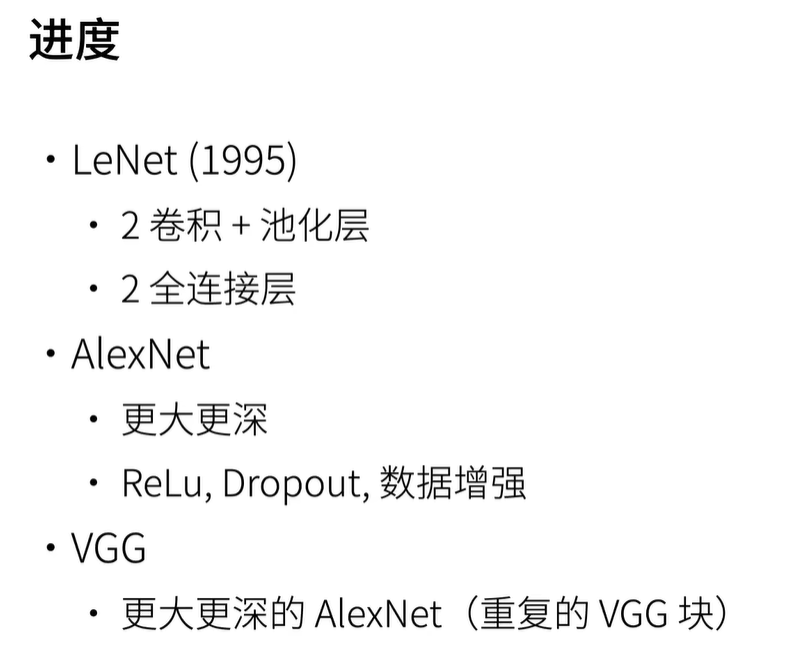 进度
• LeNet (1995)
• 2 卷积 + 池化层
• 2 全连接层
• AlexNet
• 更大更深
• ReLu, Dropout, 数据增强
• VGG
• 更大更深的 AlexNet（重复的 VGG 块）